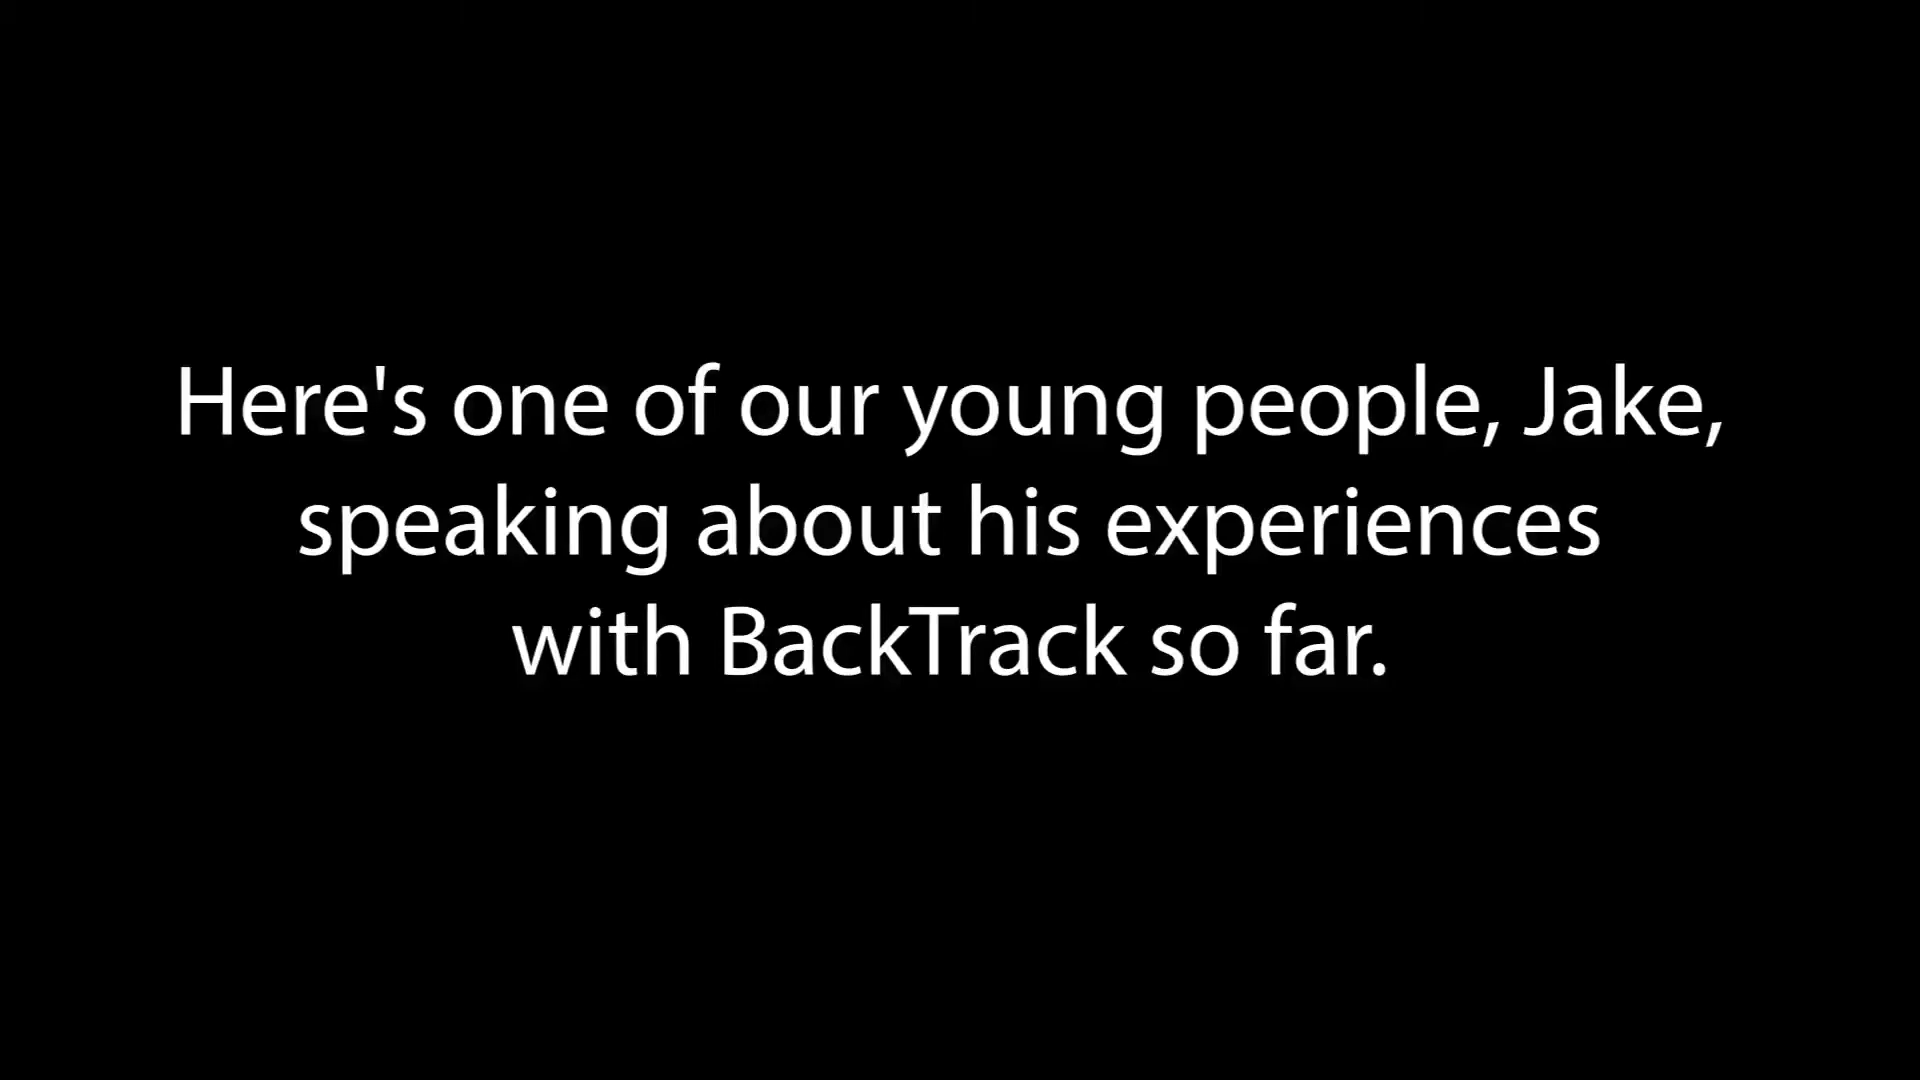 Here's one of our young people, Jake,
speaking about his experiences
with BackTrack so far.